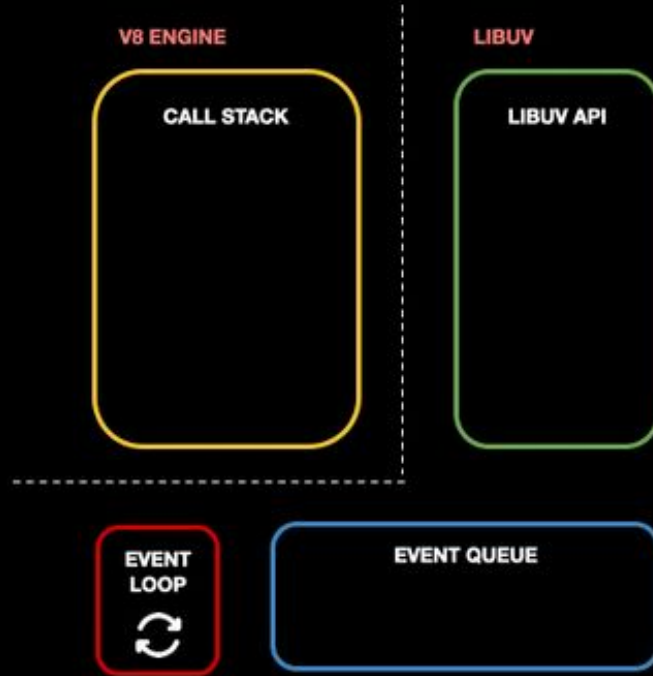 V8 ENGINE
LIBUV
CALL STACK
LIBUV API
EVENT
LOOP
EVENT QUEUE